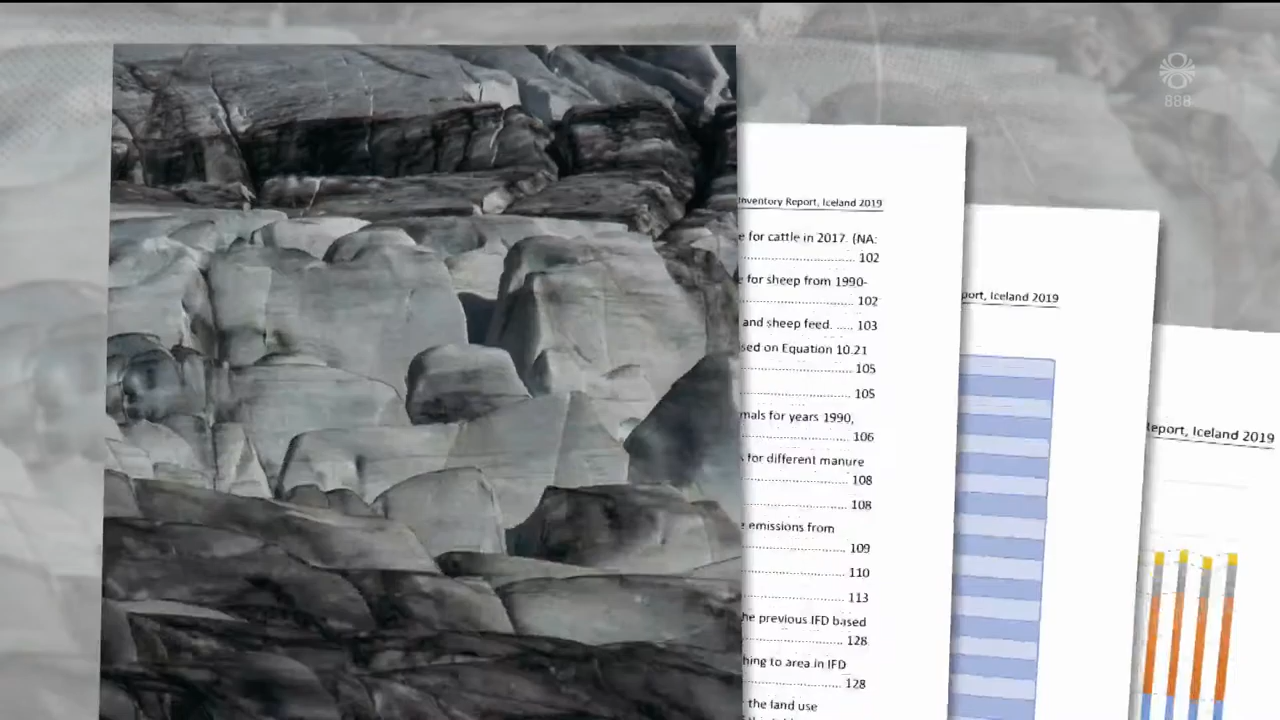 888
Inventory Report, Iceland 2019
e for cattle in 2017. (NA:
102
e for sheep from 1990-
102
and sheep feed. ..... 103
sed on Equation 10.21
105
105
mals for years 1990,
106
for different manure
108
108
e emissions from
109
110
113
he previous IFD based
128
hing to area in IFD
128
the land use
port, Iceland 2019
Report, Iceland 2019